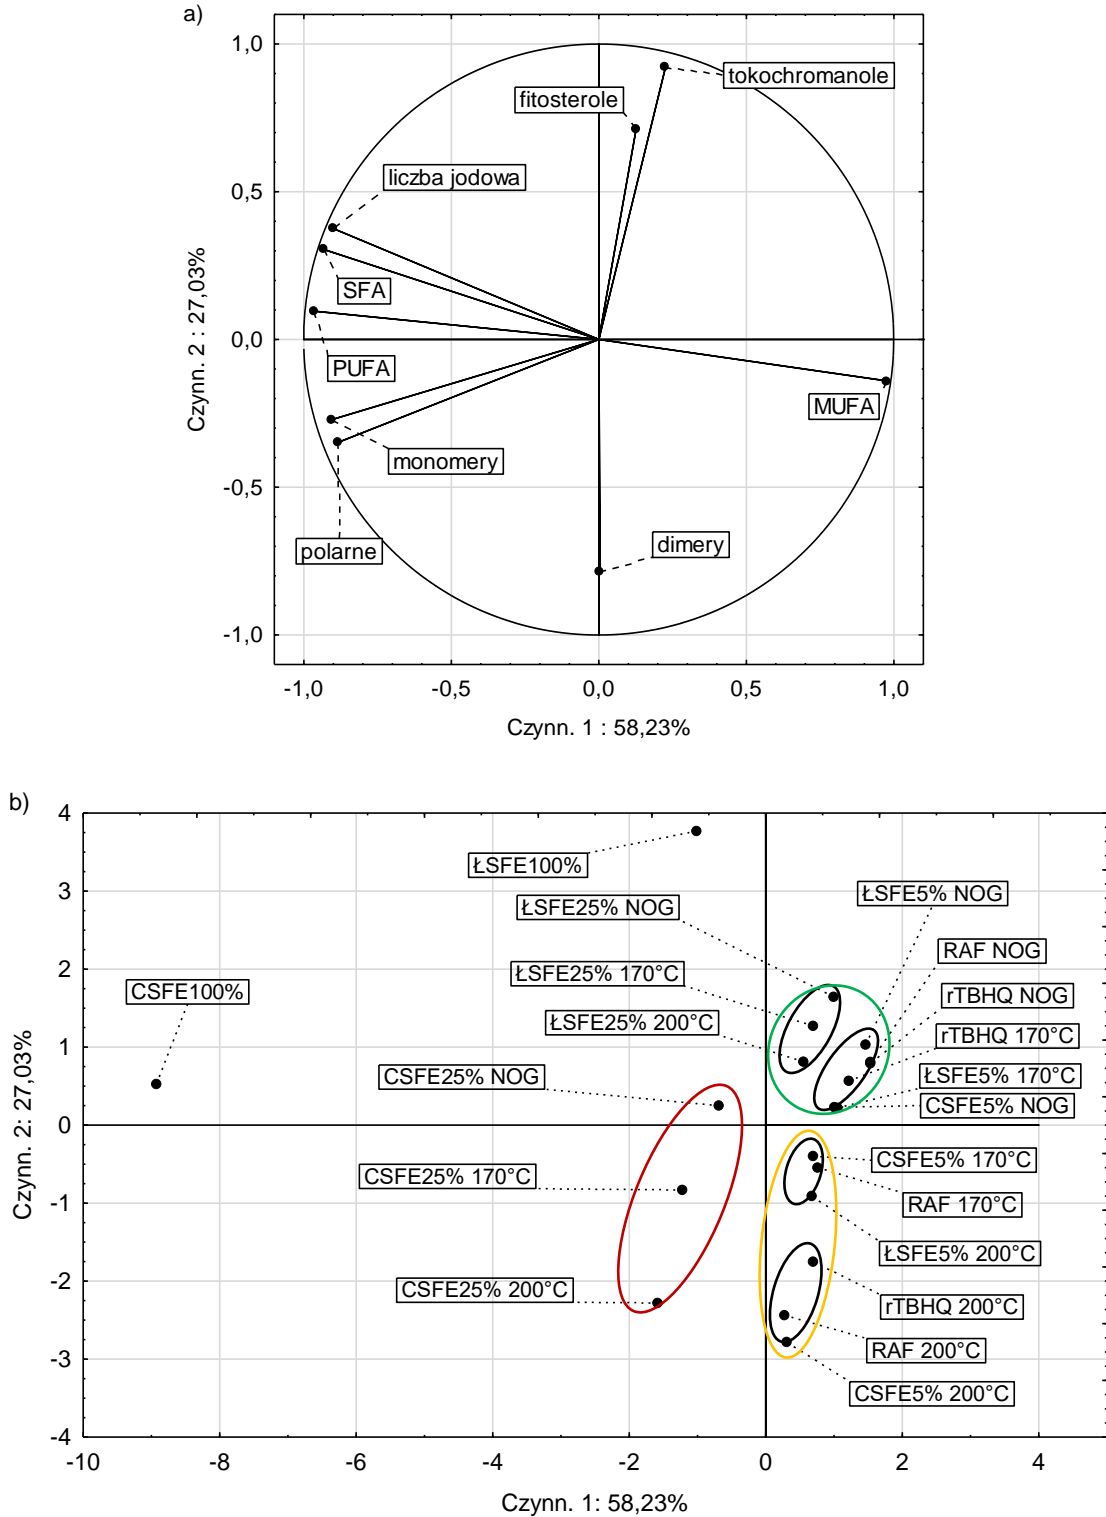 a)
1,0
tokochromanole
fitosterole
liczba jodowa
0,5
SFA
0,0
PUFA
MUFA
monomery
-0,5
polarne
dimery
-1,0
Czynn. 2 : 27,03%
-1,0
-0,5
0,0
0,5
1,0
Czynn. 1 : 58,23%
b)
4
ŁSFE100%
3
ŁSFE25% NOG
ŁSFE5% NOG
RAF NOG
2
ŁSFE25% 170°C
CSFE100%
rTBHQ NOG
ŁSFE25% 200°C
rTBHQ 170°C
1
CSFE25% NOG
ŁSFE5% 170°C
CSFE5% NOG
0
CSFE5% 170°C
CSFE25% 170°C
RAF 170°C
-1
ŁSFE5% 200°C
-2
CSFE25% 200°C
rTBHQ 200°C
RAF 200°C
-3
CSFE5% 200°C
-4
Czynn. 2: 27,03%
-10
-8
-6
-4
-2
0
2
4
Czynn. 1: 58,23%